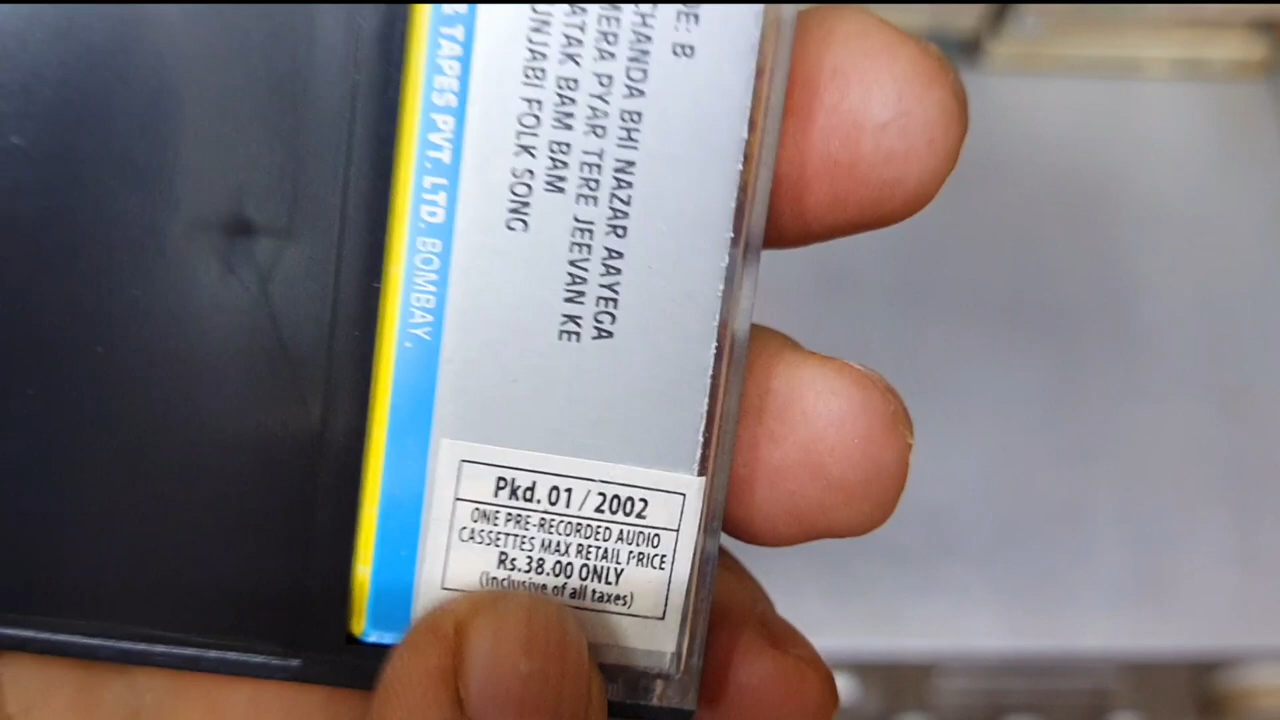 DE: B
CHANDA BHI NAZAR AAYEGA
MERA PYAR TERE JEEVAN KE
ATAK BAM BAM
UNJABI FOLK SONG
TAPES PVT. LTD. BOMBAY.
Pkd. 01 / 2002
ONE PRE-RECORDED AUDIO
CASSETTES MAX RETAIL PRICE
Rs.38.00 ONLY
(Inclusive of all taxes)